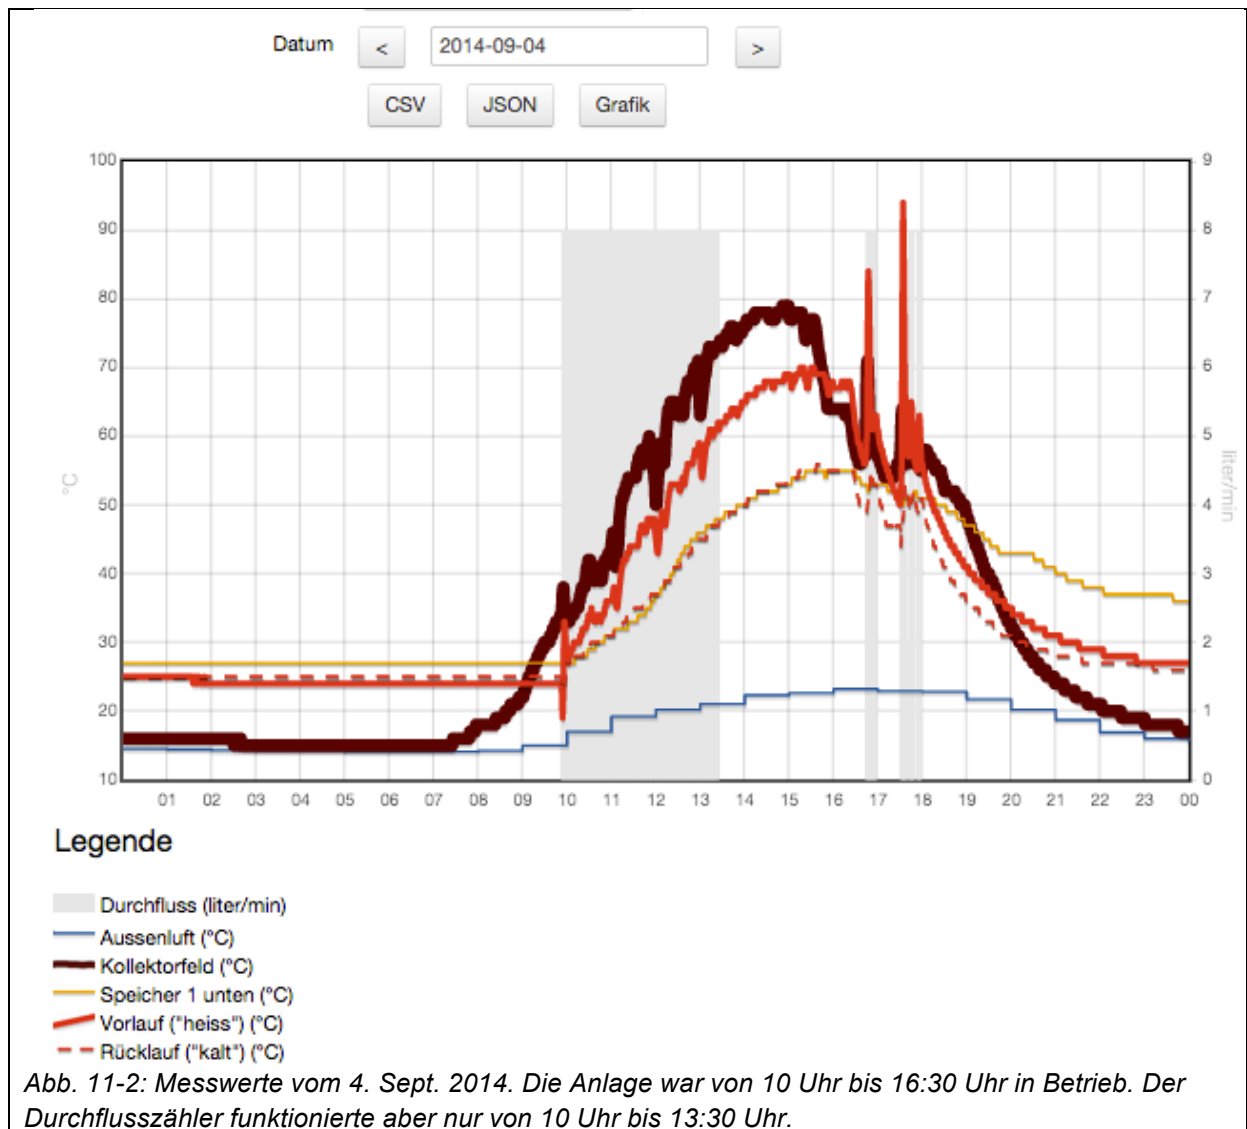 Datum < 2014-09-04 >
CSV JSON Grafik
100 9
90 8
80 7
70 6
60 5
°C liter/min
50 4
40 3
30 2
20 1
10 0
01 02 03 04 05 06 07 08 09 10 11 12 13 14 15 16 17 18 19 20 21 22 23 00
Legende
Durchfluss (liter/min)
Aussenluft (°C)
Kollektorfeld (°C)
Speicher 1 unten (°C)
Vorlauf ("heiss") (°C)
Rücklauf ("kalt") (°C)
Abb. 11-2: Messwerte vom 4. Sept. 2014. Die Anlage war von 10 Uhr bis 16:30 Uhr in Betrieb. Der
Durchflusszähler funktionierte aber nur von 10 Uhr bis 13:30 Uhr.